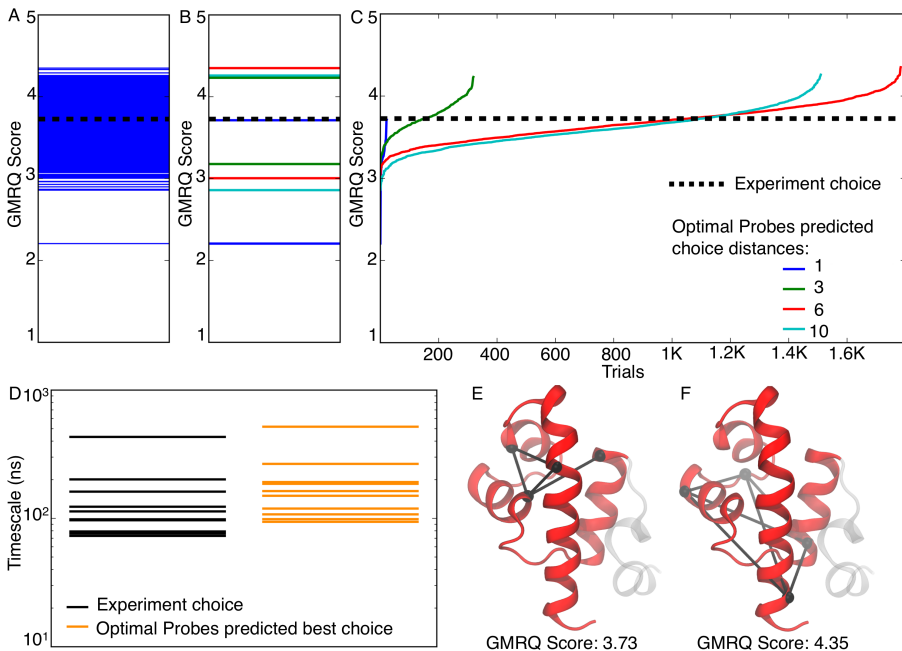 A
B
C
5
4
3
2
1
GMRQ Score
5
4
3
2
1
GMRQ Score
5
4
3
2
1
GMRQ Score
200
400
600
800
1K
1.2K
1.4K
1.6K
Trials
Experiment choice
Optimal Probes predicted
choice distances:
1
3
6
10
D
10³
10²
10¹
Timescale (ns)
Experiment choice
Optimal Probes predicted best choice
E
F
GMRQ Score: 3.73
GMRQ Score: 4.35